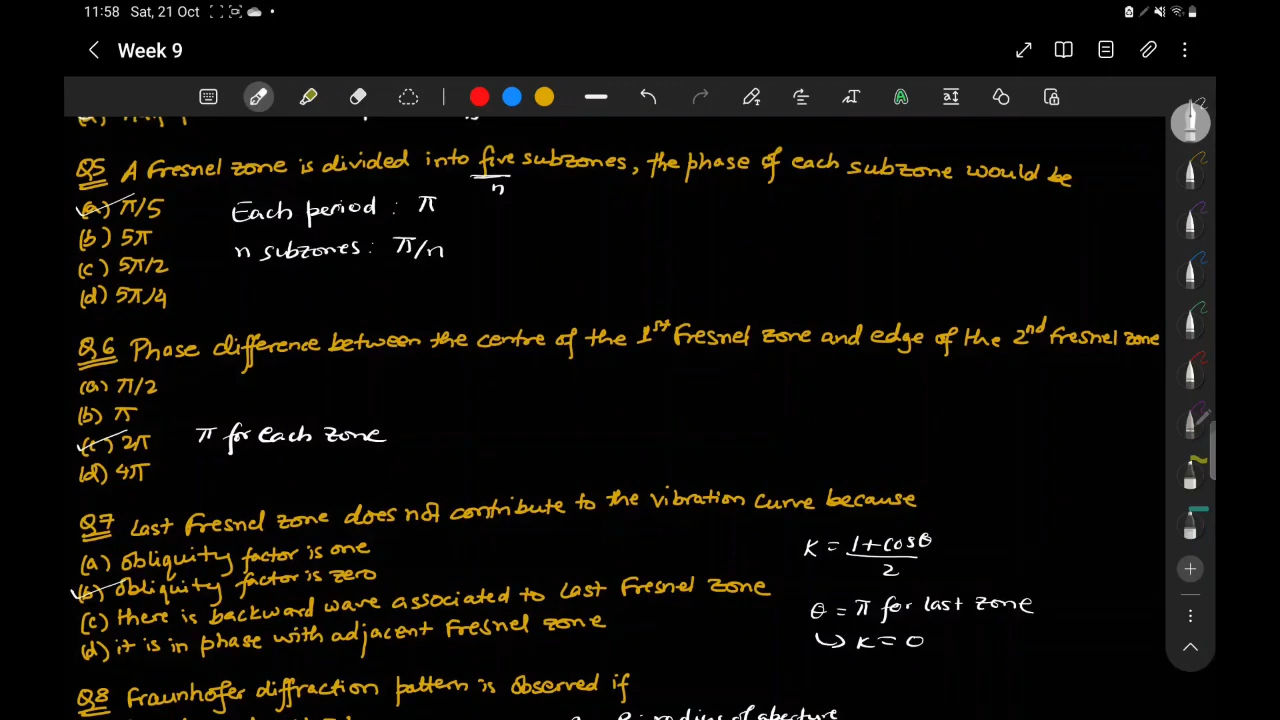 11:58 Sat, 21 Oct
Week 9
Q5 A Fresnel zone is divided into five subzones, the phase of each subzone would be
n
(a) π/5
Each period : π
(b) 5π
n subzones : π/n
(c) 5π/2
(d) 5π/4
Q6 Phase difference between the centre of the 1st Fresnel zone and edge of the 2nd fresnel zone
(a) π/2
(b) π
(c) 2π
π for each zone
(d) 4π
Q7 Last Fresnel zone does not contribute to the vibration curve because
(a) obliquity factor is one
K = 1+cosθ
2
(b) obliquity factor is zero
(c) there is backward wave associated to last Fresnel zone
θ = π for last zone
(d) it is in phase with adjacent Fresnel zone
↳ K = 0
Q8 Fraunhofer diffraction pattern is observed if
: radius of aperture